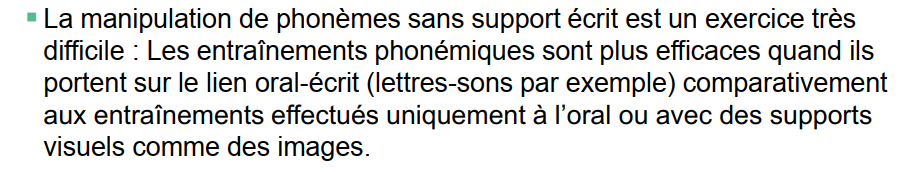 La manipulation de phonèmes sans support écrit est un exercice très
difficile : Les entraînements phonémiques sont plus efficaces quand ils
portent sur le lien oral-écrit (lettres-sons par exemple) comparativement
aux entraînements effectués uniquement à l’oral ou avec des supports
visuels comme des images.